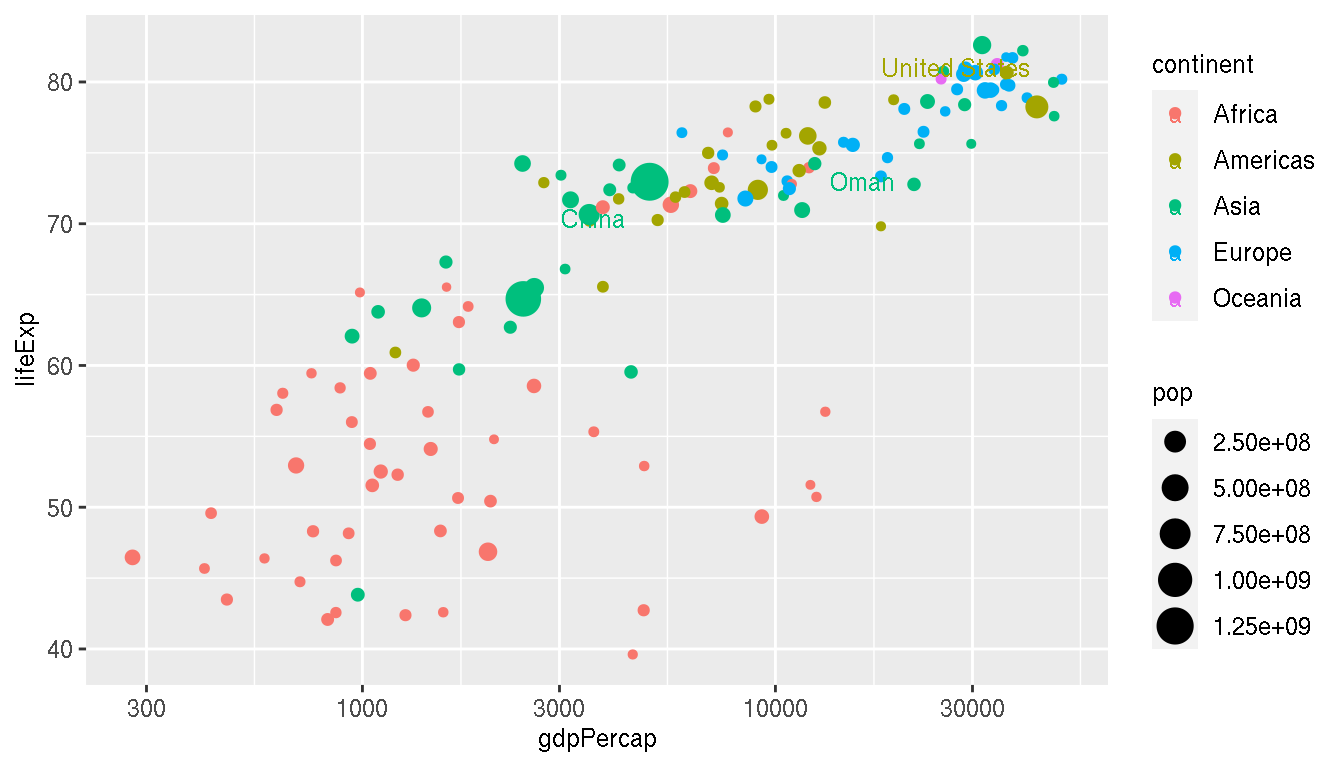 80
70
60
50
40
lifeExp
United States
Oman
China
300
1000
3000
10000
30000
gdpPercap
continent
a Africa
a Americas
a Asia
a Europe
a Oceania
pop
2.50e+08
5.00e+08
7.50e+08
1.00e+09
1.25e+09